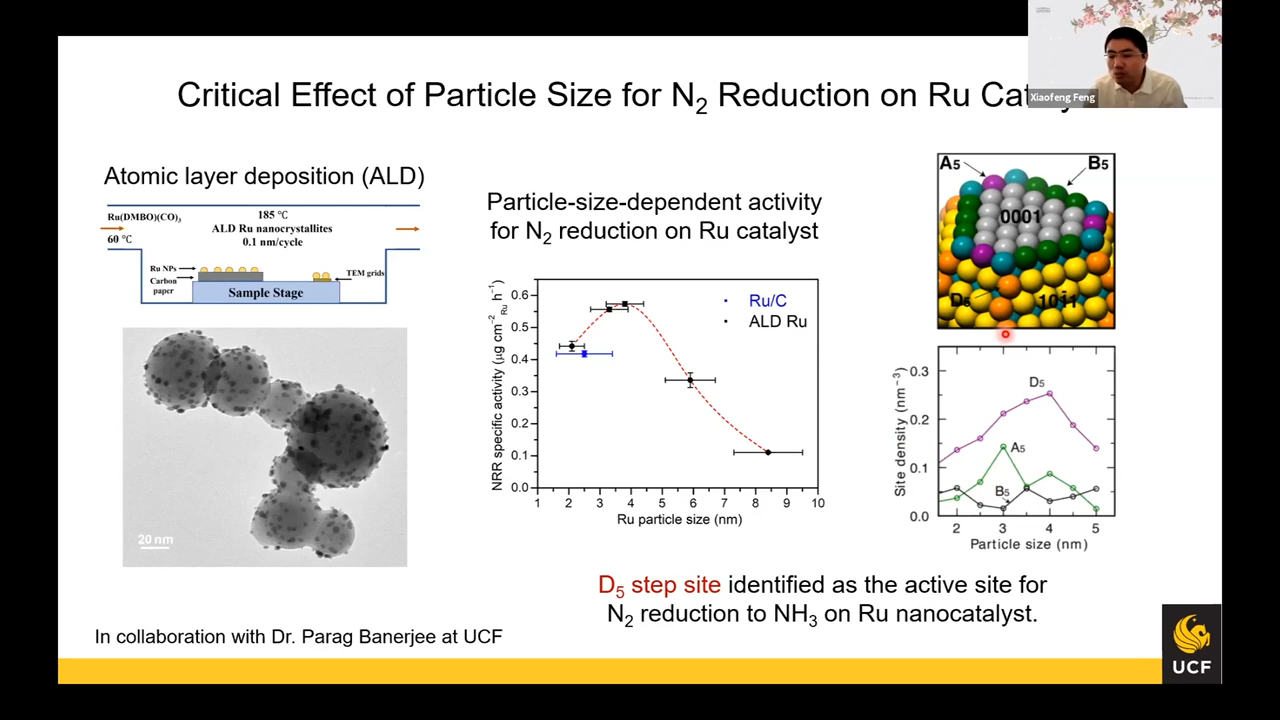 Critical Effect of Particle Size for N₂ Reduction on Ru
Xiaofeng Feng
Atomic layer deposition (ALD)
Ru(DMBO)(CO)₃
60 ℃
185 ℃
ALD Ru nanocrystallites
0.1 nm/cycle
Ru NPs
Carbon
paper
TEM grids
Sample Stage
20 nm
In collaboration with Dr. Parag Banerjee at UCF
Particle-size-dependent activity
for N₂ reduction on Ru catalyst
NRR specific activity (μg cm⁻²Ru h⁻¹)
0.6
0.5
0.4
0.3
0.2
0.1
0.0
Ru/C
ALD Ru
1 2 3 4 5 6 7 8 9 10
Ru particle size (nm)
A₅
B₅
0001
D₅
101̄1
Site density (nm⁻³)
0.3
0.2
0.1
0.0
D₅
A₅
B₅
2 3 4 5
Particle size (nm)
D₅ step site identified as the active site for
N₂ reduction to NH₃ on Ru nanocatalyst.
UCF